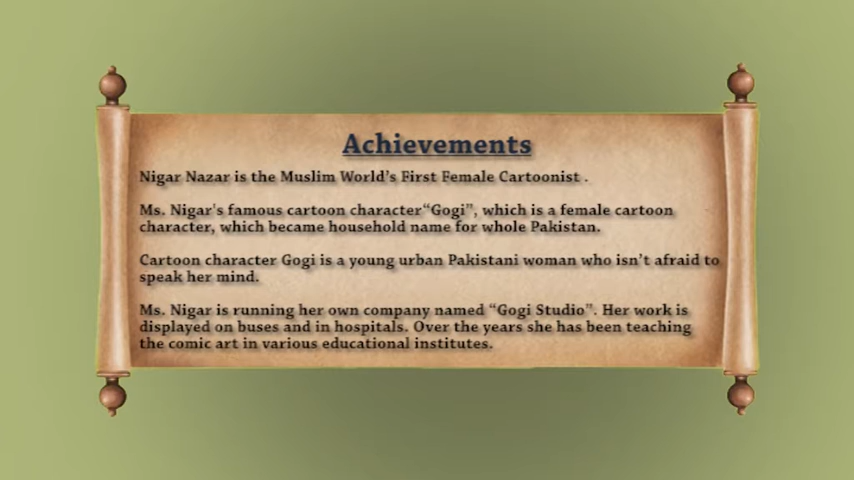 Achievements
Nigar Nazar is the Muslim World's First Female Cartoonist .
Ms. Nigar's famous cartoon character“Gogi”, which is a female cartoon
character, which became household name for whole Pakistan.
Cartoon character Gogi is a young urban Pakistani woman who isn't afraid to
speak her mind.
Ms. Nigar is running her own company named “Gogi Studio”. Her work is
displayed on buses and in hospitals. Over the years she has been teaching
the comic art in various educational institutes.